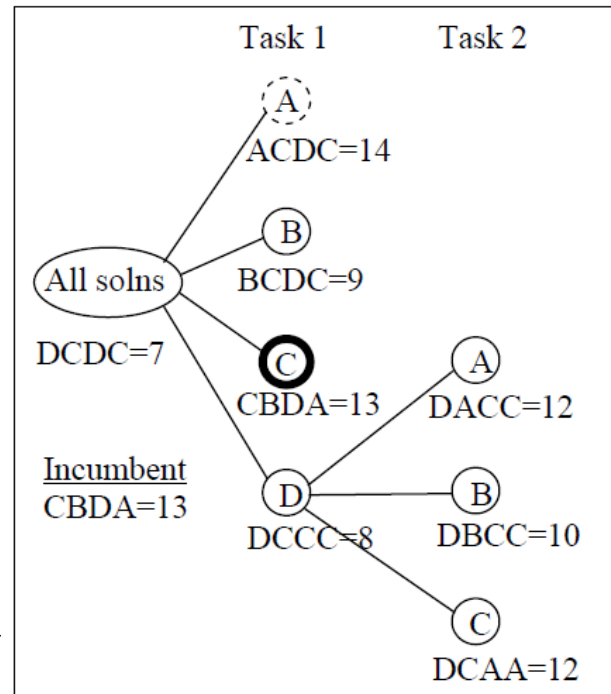 Task 1 Task 2
A
ACDC=14
B
BCDC=9
All solns
DCDC=7
C
CBDA=13
A
DACC=12
Incumbent
CBDA=13
D
DCCC=8
B
DBCC=10
C
DCAA=12